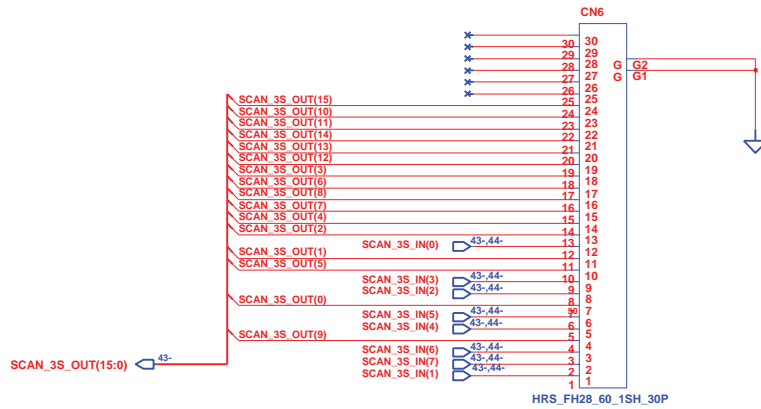 CN6
30 30
29 29
28 28 G G2
27 27 G G1
26 26
SCAN_3S_OUT(15) 25 25
SCAN_3S_OUT(10) 24 24
SCAN_3S_OUT(11) 23 23
SCAN_3S_OUT(14) 22 22
SCAN_3S_OUT(13) 21 21
SCAN_3S_OUT(12) 20 20
SCAN_3S_OUT(3) 19 19
SCAN_3S_OUT(6) 18 18
SCAN_3S_OUT(8) 17 17
SCAN_3S_OUT(7) 16 16
SCAN_3S_OUT(4) 15 15
SCAN_3S_OUT(2) 14 14
SCAN_3S_IN(0) 43-,44- 13 13
SCAN_3S_OUT(1) 12 12
SCAN_3S_OUT(5) 11 11
SCAN_3S_IN(3) 43-,44- 10 10
SCAN_3S_IN(2) 43-,44- 9 9
SCAN_3S_OUT(0) 8 8
SCAN_3S_IN(5) 43-,44- 7 7
SCAN_3S_IN(4) 43-,44- 6 6
SCAN_3S_OUT(9) 5 5
SCAN_3S_IN(6) 43-,44- 4 4
SCAN_3S_OUT(15:0) 43-
SCAN_3S_IN(7) 43-,44- 3 3
SCAN_3S_IN(1) 43-,44- 2 2
1 1
HRS_FH28_60_1SH_30P